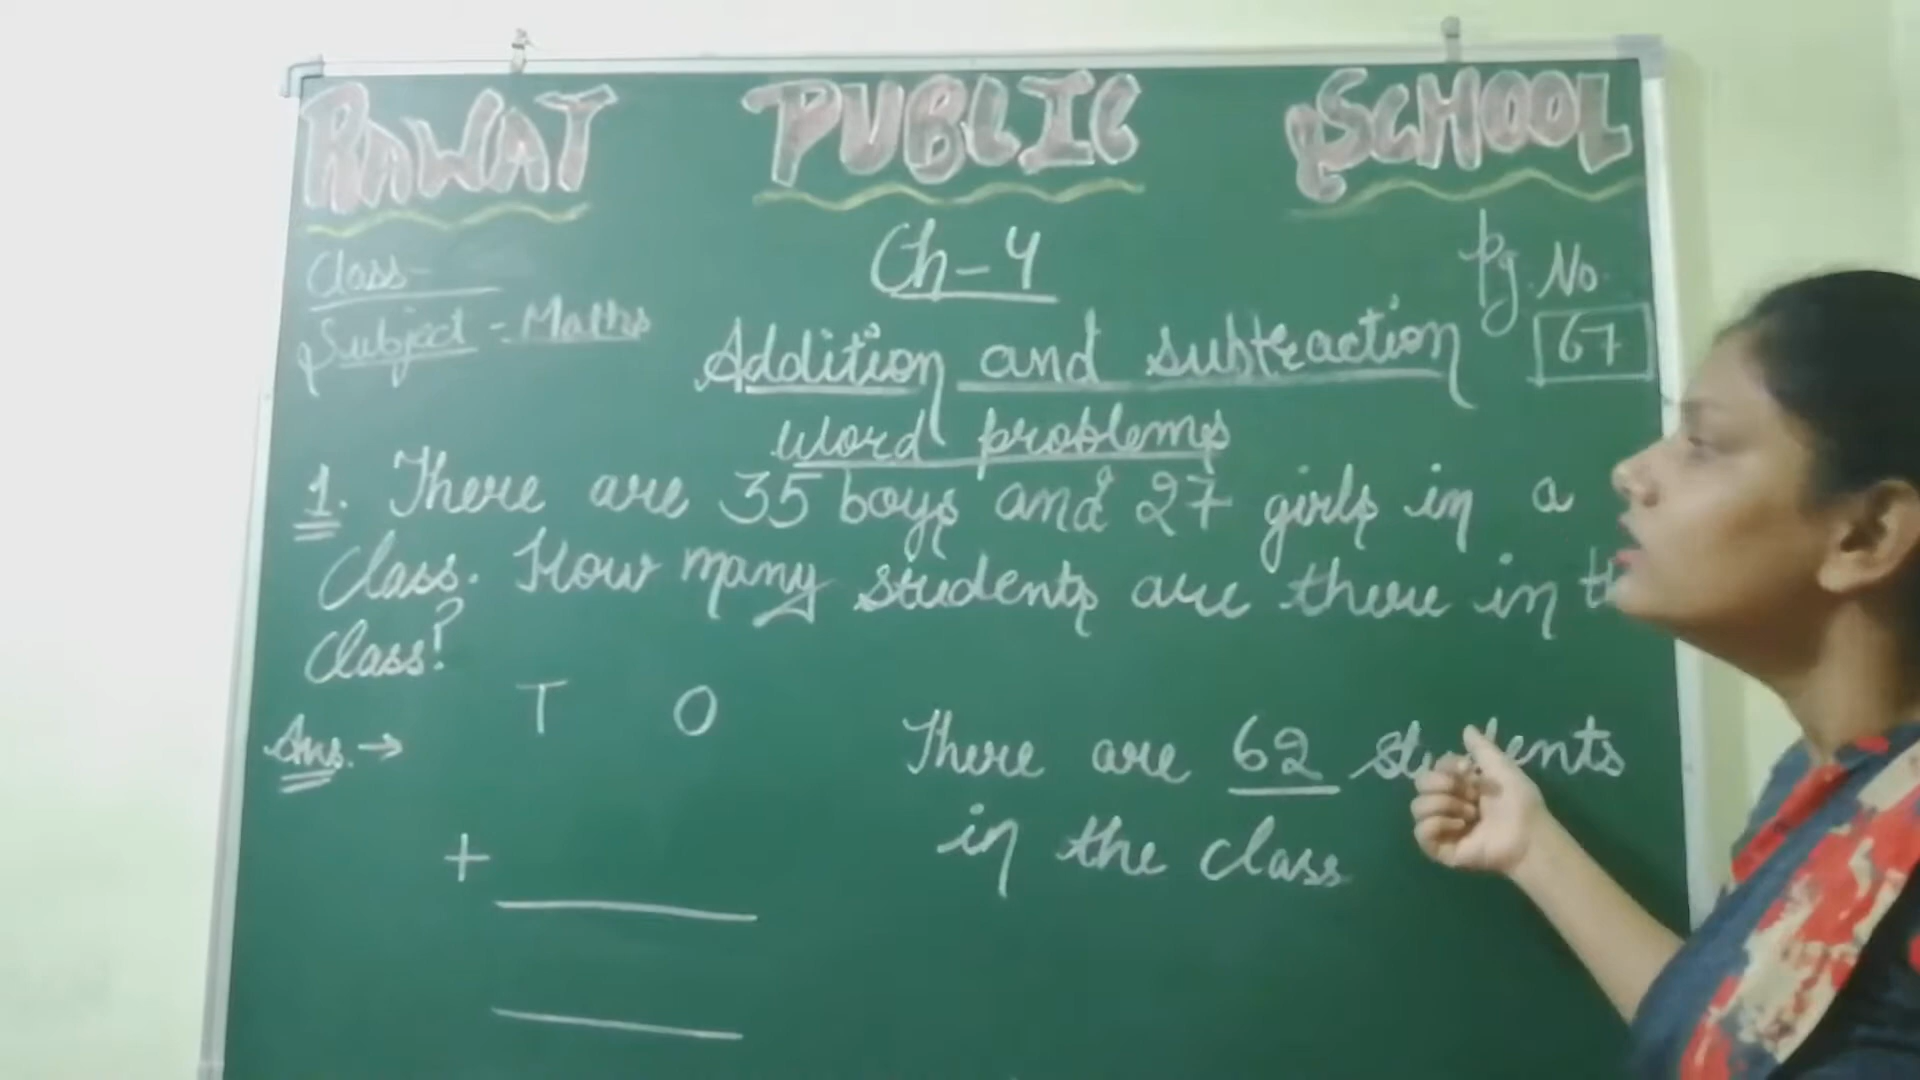 RAWAT PUBLIC SCHOOL
Class-
Subject - Maths
Ch-4
Pg. No.
67
Addition and subtraction
word problems
1. There are 35 boys and 27 girls in a
class. How many students are there in
class?
Ans. →
T O
+
There are 62 students
in the class